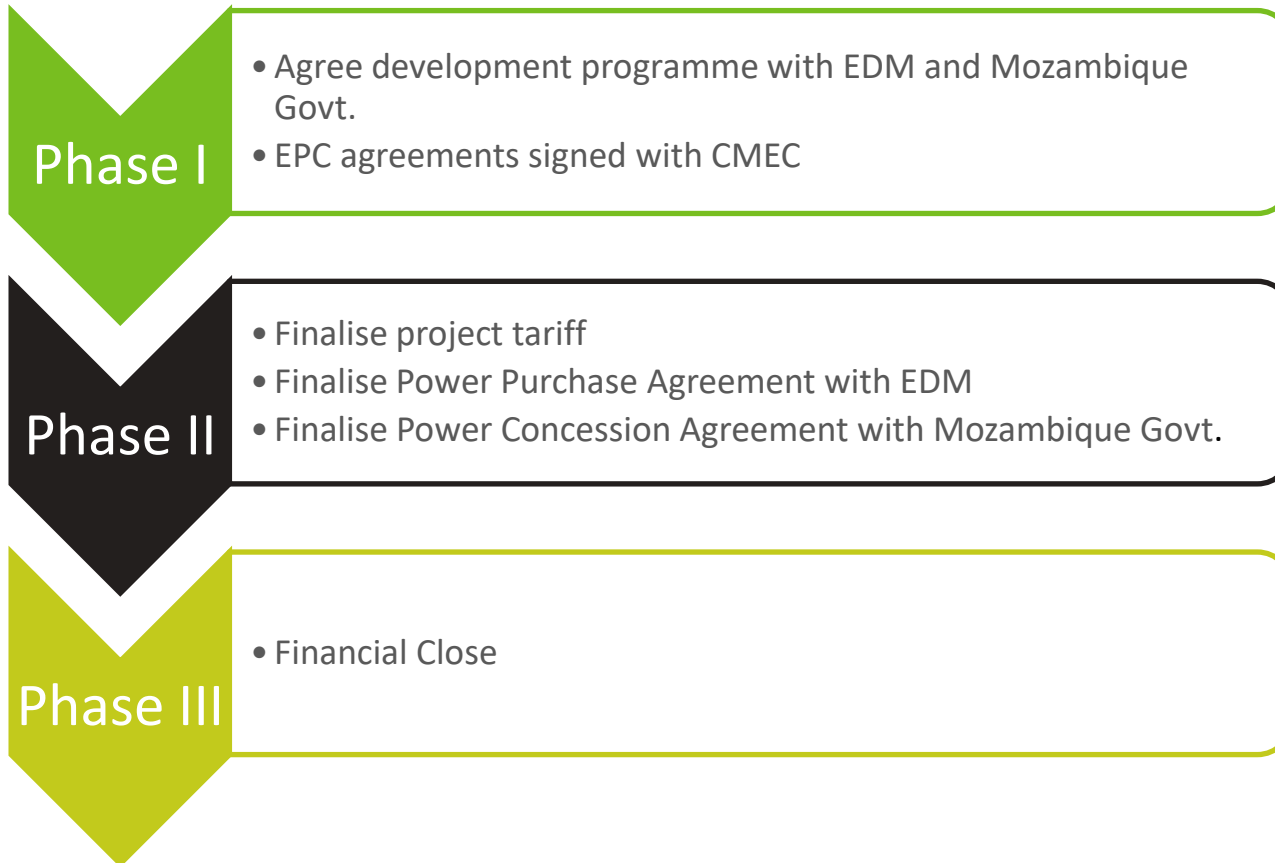 Phase I
• Agree development programme with EDM and Mozambique
Govt.
• EPC agreements signed with CMEC
Phase II
• Finalise project tariff
• Finalise Power Purchase Agreement with EDM
• Finalise Power Concession Agreement with Mozambique Govt.
Phase III
• Financial Close